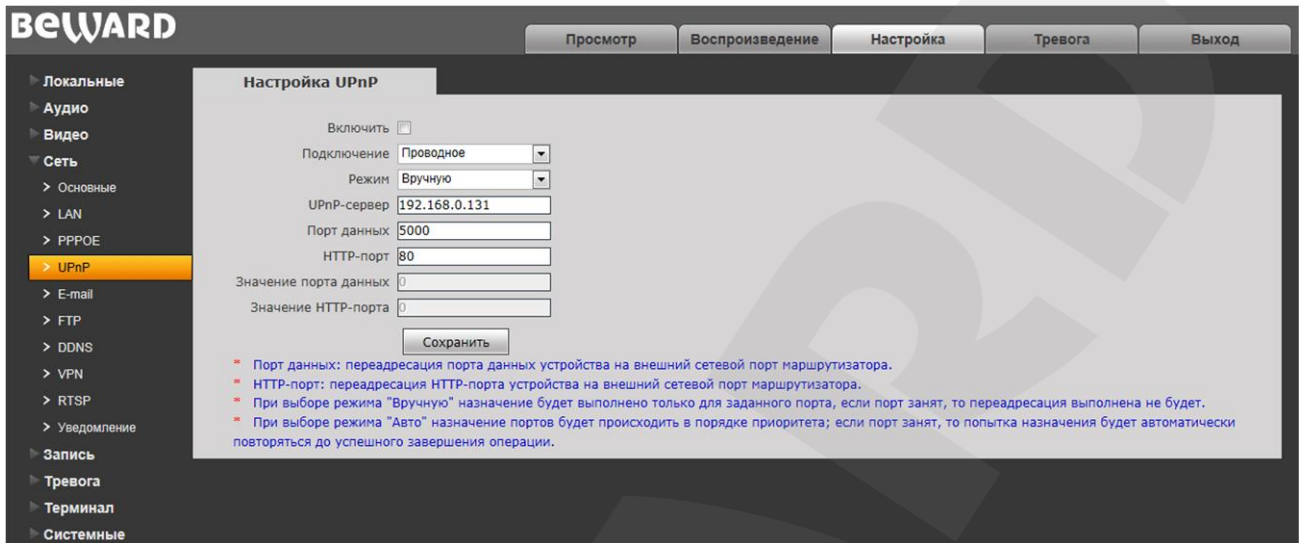 BEWARD
Просмотр Воспроизведение Настройка Тревога Выход
Локальные
Аудио
Видео
Сеть
> Основные
> LAN
> PPPOE
> UPnP
> E-mail
> FTP
> DDNS
> VPN
> RTSP
> Уведомление
Запись
Тревога
Терминал
Системные
Настройка UPnP
Включить
Подключение Проводное
Режим Вручную
UPnP-сервер 192.168.0.131
Порт данных 5000
HTTP-порт 80
Значение порта данных 0
Значение HTTP-порта 0
Сохранить
* Порт данных: переадресация порта данных устройства на внешний сетевой порт маршрутизатора.
* HTTP-порт: переадресация HTTP-порта устройства на внешний сетевой порт маршрутизатора.
* При выборе режима "Вручную" назначение будет выполнено только для заданного порта, если порт занят, то переадресация выполнена не будет.
* При выборе режима "Авто" назначение портов будет происходить в порядке приоритета; если порт занят, то попытка назначения будет автоматически
повторяться до успешного завершения операции.